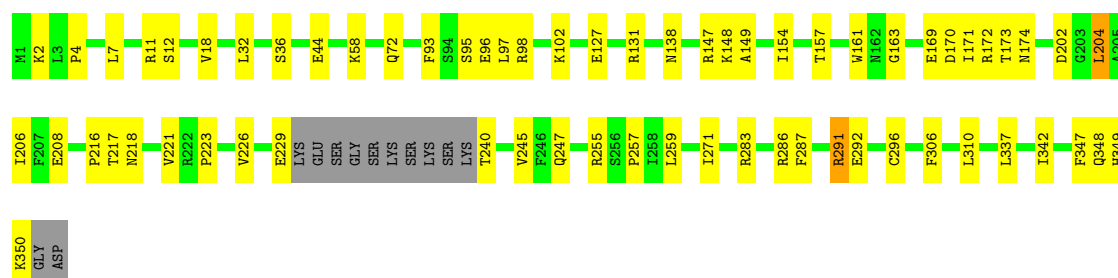 M1 K2 L3 P4 L7 R11 S12 V18 L32 S36 E44 K58 Q72 F93 S94 S95 E96 L97 R98 K102 E127 R131 N138 R147 K148 A149 I154 T157 W161 N162 G163 E169 D170 I171 R172 T173 N174 D202 G203 L204 A205
I206 F207 E208 P216 T217 N218 V221 R222 P223 V226 E229 LYS GLU SER GLY SER LYS SER LYS SER LYS T240 V245 F246 Q247 R255 S256 P257 I258 L259 I271 R283 R286 F287 R291 E292 C296 F306 L310 L337 I342 F347 Q348 H349
K350 GLY ASP